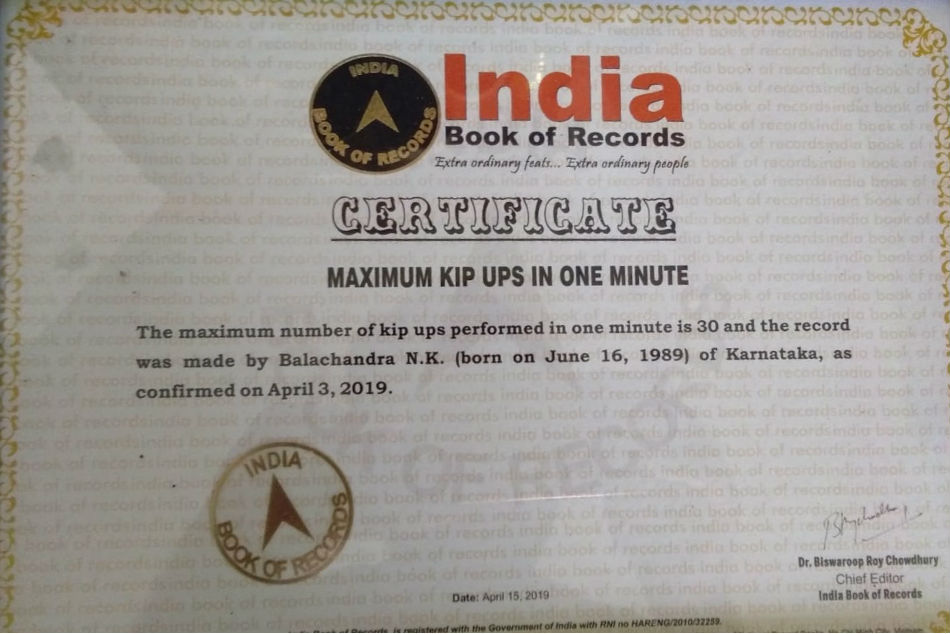 INDIA
BOOK OF RECORDS
India
Book of Records
Extra ordinary feats... Extra ordinary people
CERTIFICATE
MAXIMUM KIP UPS IN ONE MINUTE
The maximum number of kip ups performed in one minute is 30 and the record
was made by Balachandra N.K. (born on June 16, 1989) of Karnataka, as
confirmed on April 3, 2019.
INDIA
BOOK OF RECORDS
Dr. Biswaroop Roy Chowdhury
Chief Editor
India Book of Records
Date: April 15, 2019
India Book of Records, is registered with the Government of India with RNI no HARENG/2010/32259.